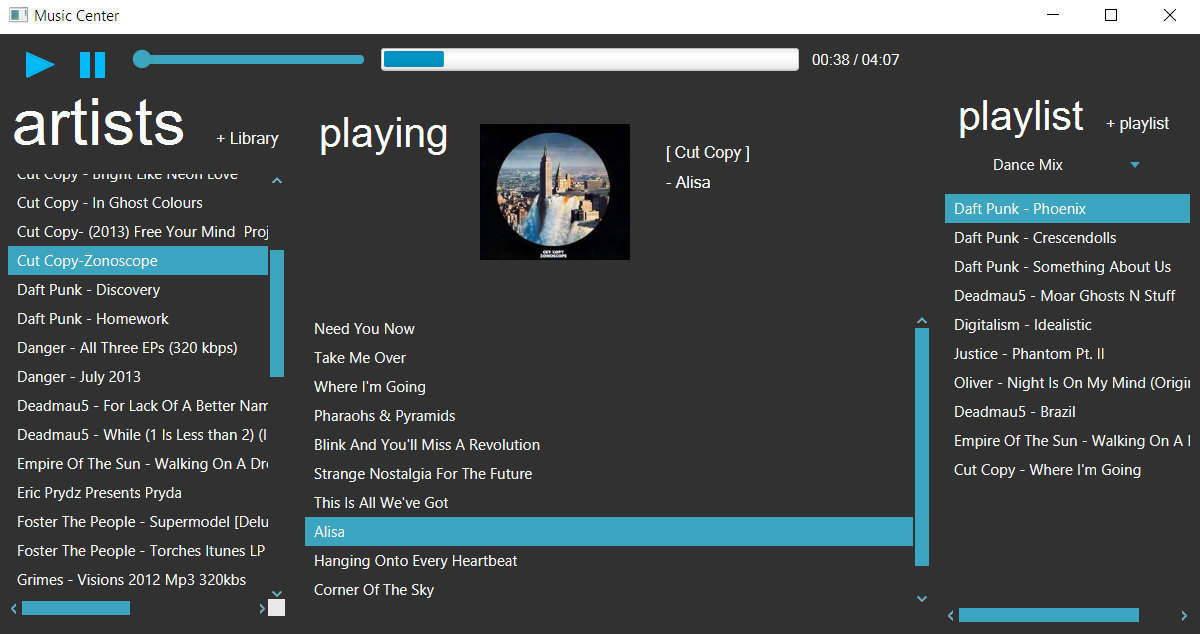 Music Center
00:38 / 04:07
artists
+ Library
Cut Copy - Bright Like Neon Love
Cut Copy - In Ghost Colours
Cut Copy- (2013) Free Your Mind  Proj
Cut Copy-Zonoscope
Daft Punk - Discovery
Daft Punk - Homework
Danger - All Three EPs (320 kbps)
Danger - July 2013
Deadmau5 - For Lack Of A Better Nam
Deadmau5 - While (1 Is Less than 2) (I
Empire Of The Sun - Walking On A Dre
Eric Prydz Presents Pryda
Foster The People - Supermodel [Delu
Foster The People - Torches Itunes LP
Grimes - Visions 2012 Mp3 320kbs
playing
CUT COPY
ZONOSCOPE
[ Cut Copy ]
- Alisa
Need You Now
Take Me Over
Where I'm Going
Pharaohs & Pyramids
Blink And You'll Miss A Revolution
Strange Nostalgia For The Future
This Is All We've Got
Alisa
Hanging Onto Every Heartbeat
Corner Of The Sky
playlist
+ playlist
Dance Mix
Daft Punk - Phoenix
Daft Punk - Crescendolls
Daft Punk - Something About Us
Deadmau5 - Moar Ghosts N Stuff
Digitalism - Idealistic
Justice - Phantom Pt. II
Oliver - Night Is On My Mind (Origin
Deadmau5 - Brazil
Empire Of The Sun - Walking On A
Cut Copy - Where I'm Going